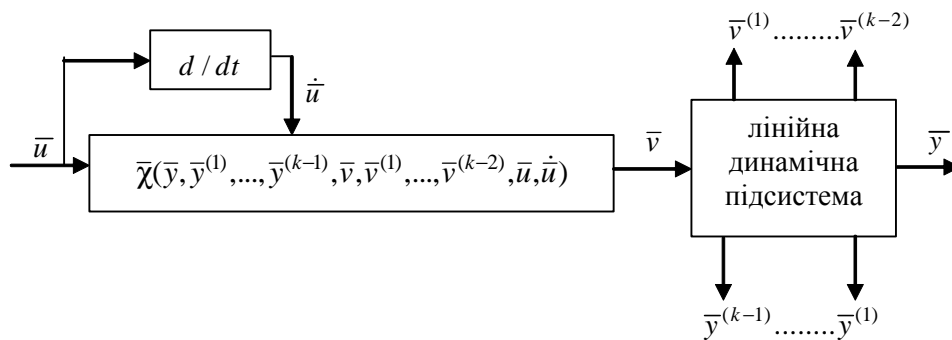 v̅⁽¹⁾.........v̅⁽ᵏ⁻²⁾
d / dt
u̅̇
u̅
χ̅(y̅,y̅⁽¹⁾,...,y̅⁽ᵏ⁻¹⁾,v̅,v̅⁽¹⁾,...,v̅⁽ᵏ⁻²⁾,u̅,u̅̇)
v̅
лінійна
динамічна
підсистема
y̅
y̅⁽ᵏ⁻¹⁾........y̅⁽¹⁾